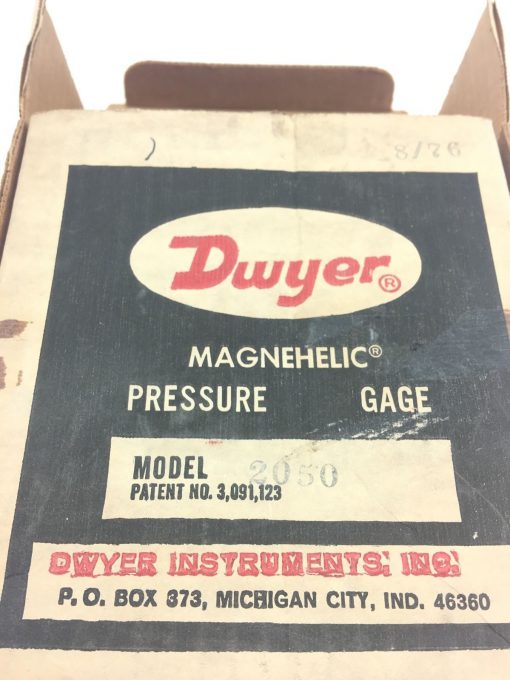 8/76
Dwyer®
MAGNEHELIC®
PRESSURE GAGE
MODEL 2050
PATENT NO. 3,091,123
DWYER INSTRUMENTS, INC.
P. O. BOX 373, MICHIGAN CITY, IND. 46360